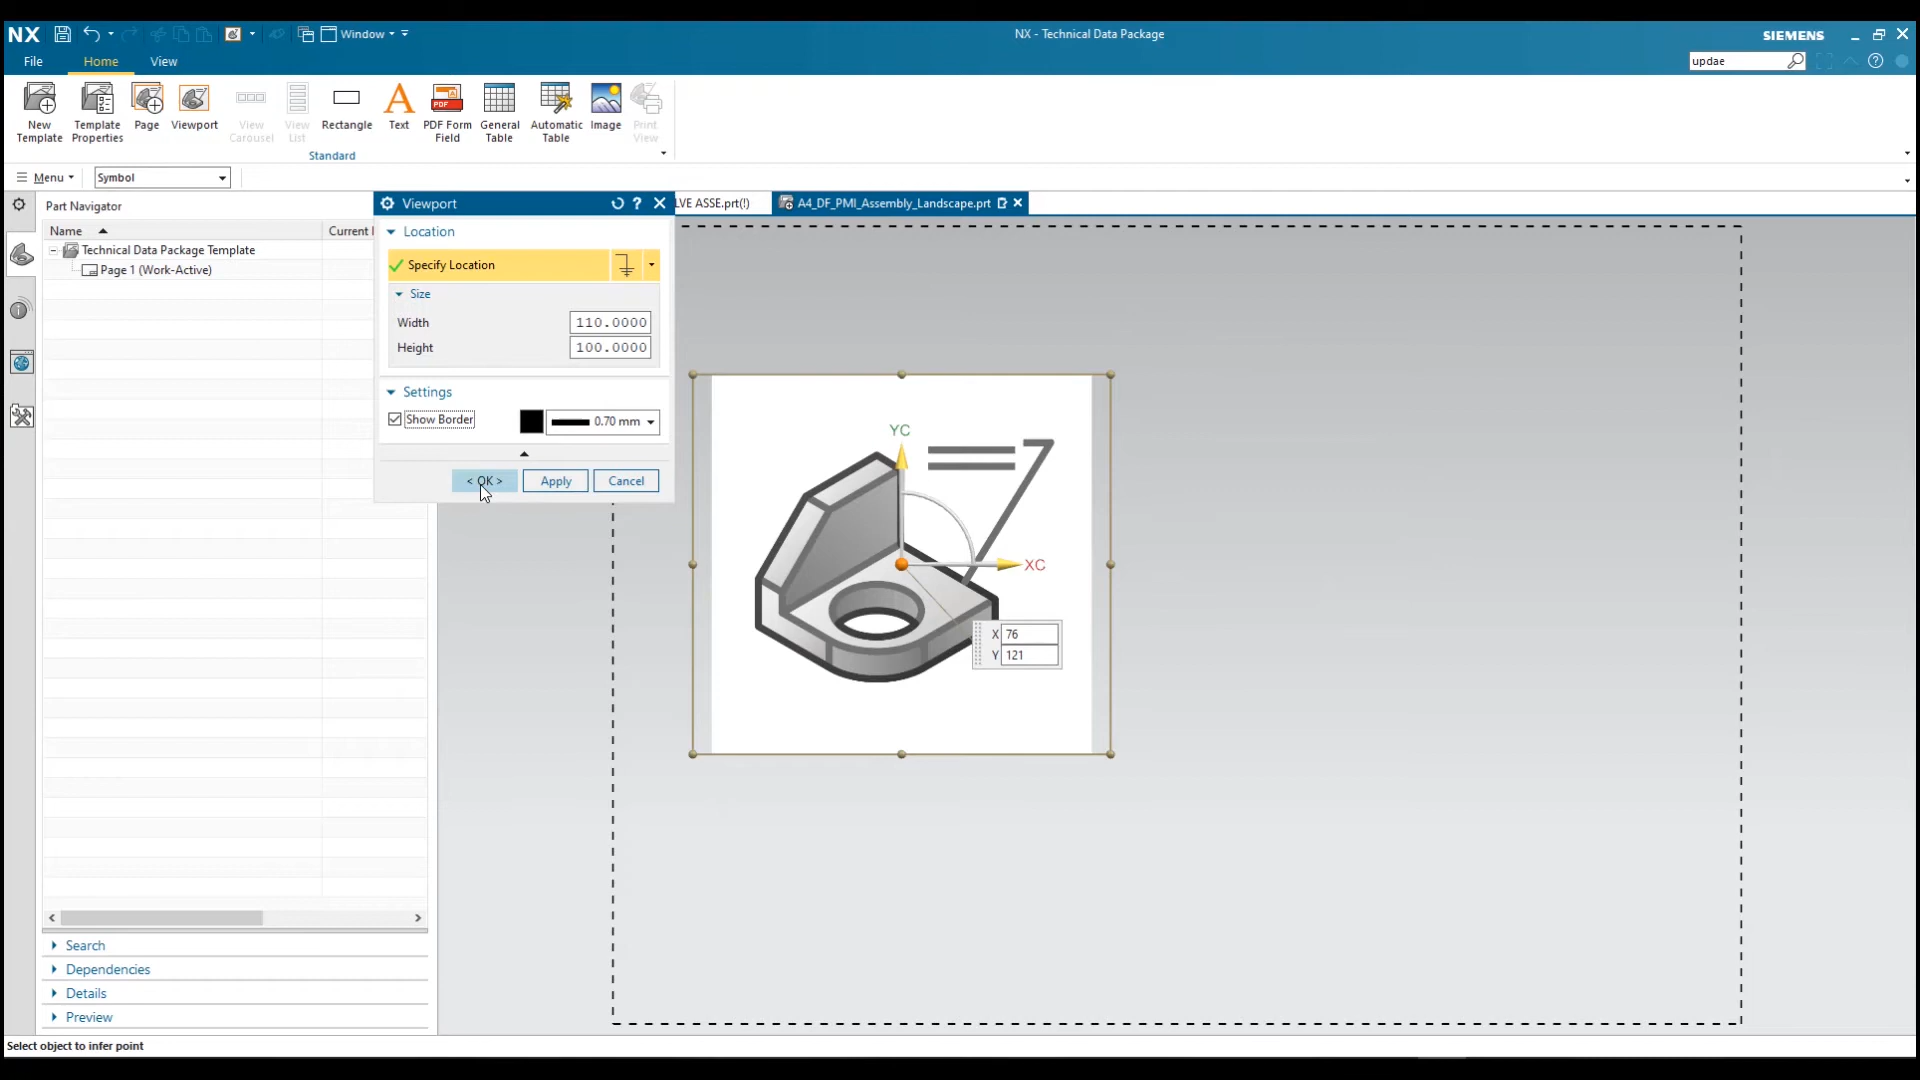 NX
Window
NX - Technical Data Package
SIEMENS
File
Home
View
updae
New Template
Template Properties
Page
Viewport
View Carousel
View List
Rectangle
Text
PDF
PDF Form Field
General Table
Automatic Table
Image
Print View
Standard
Menu
Symbol
Part Navigator
Viewport
LVE ASSE.prt(!)
A4_DF_PMI_Assembly_Landscape.prt
Name
Current
Technical Data Package Template
Page 1 (Work-Active)
Location
Specify Location
Size
Width
110.0000
Height
100.0000
Settings
Show Border
0.70 mm
< OK >
Apply
Cancel
YC
XC
X 76
Y 121
Search
Dependencies
Details
Preview
Select object to infer point